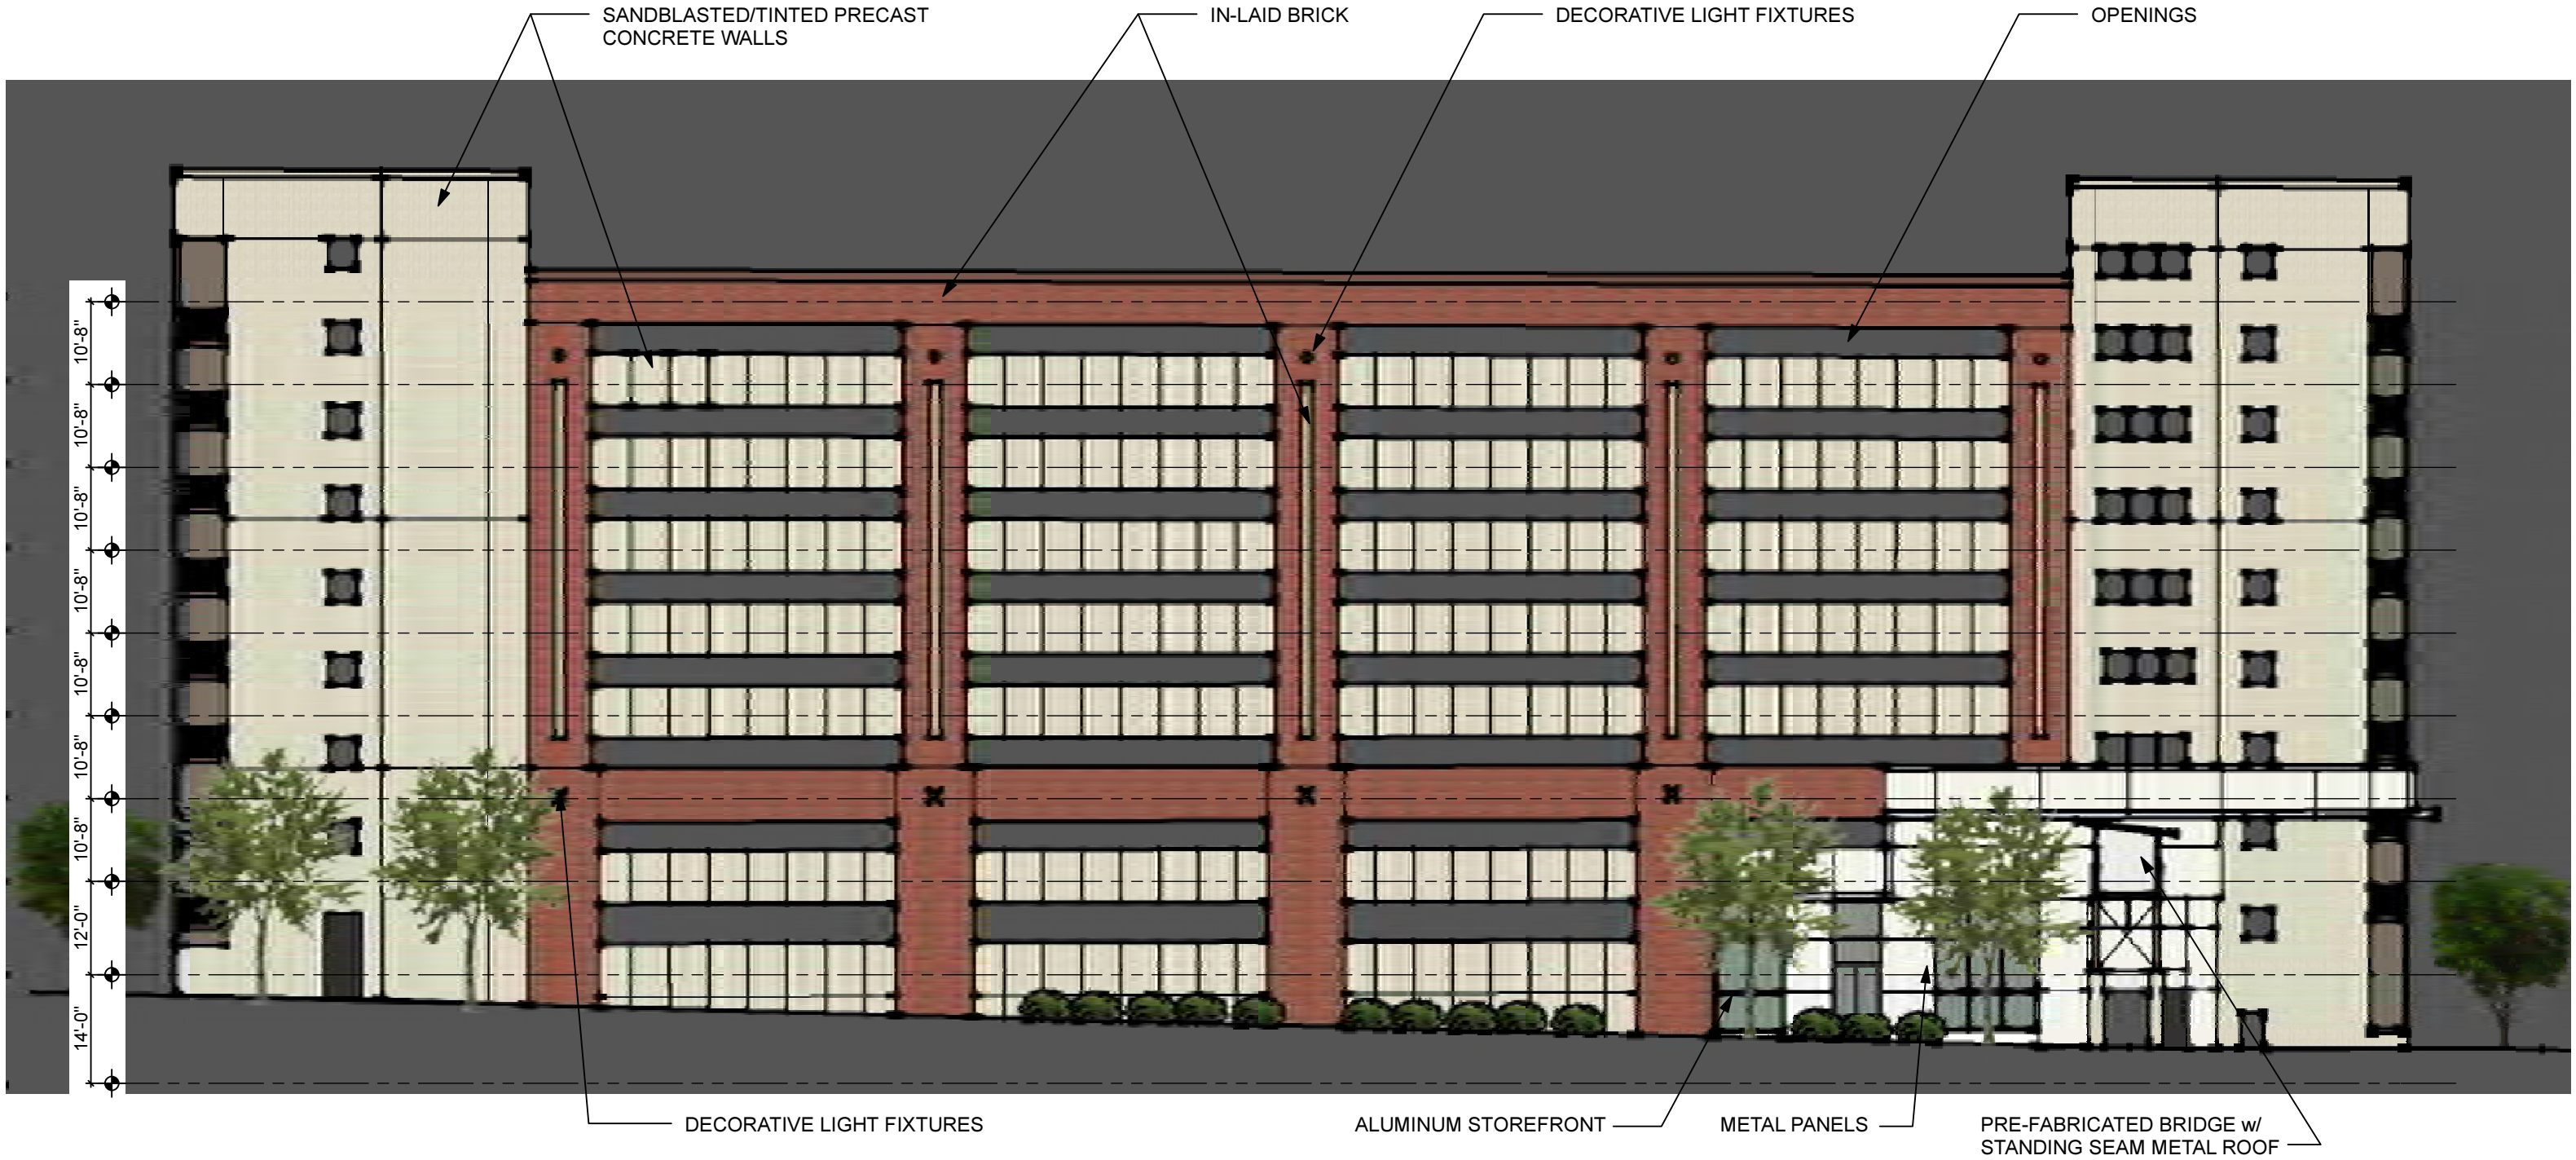 SANDBLASTED/TINTED PRECAST
CONCRETE WALLS
IN-LAID BRICK
DECORATIVE LIGHT FIXTURES
OPENINGS
10'-8"
10'-8"
10'-8"
10'-8"
10'-8"
10'-8"
10'-8"
12'-0"
14'-0"
DECORATIVE LIGHT FIXTURES
ALUMINUM STOREFRONT
METAL PANELS
PRE-FABRICATED BRIDGE w/
STANDING SEAM METAL ROOF